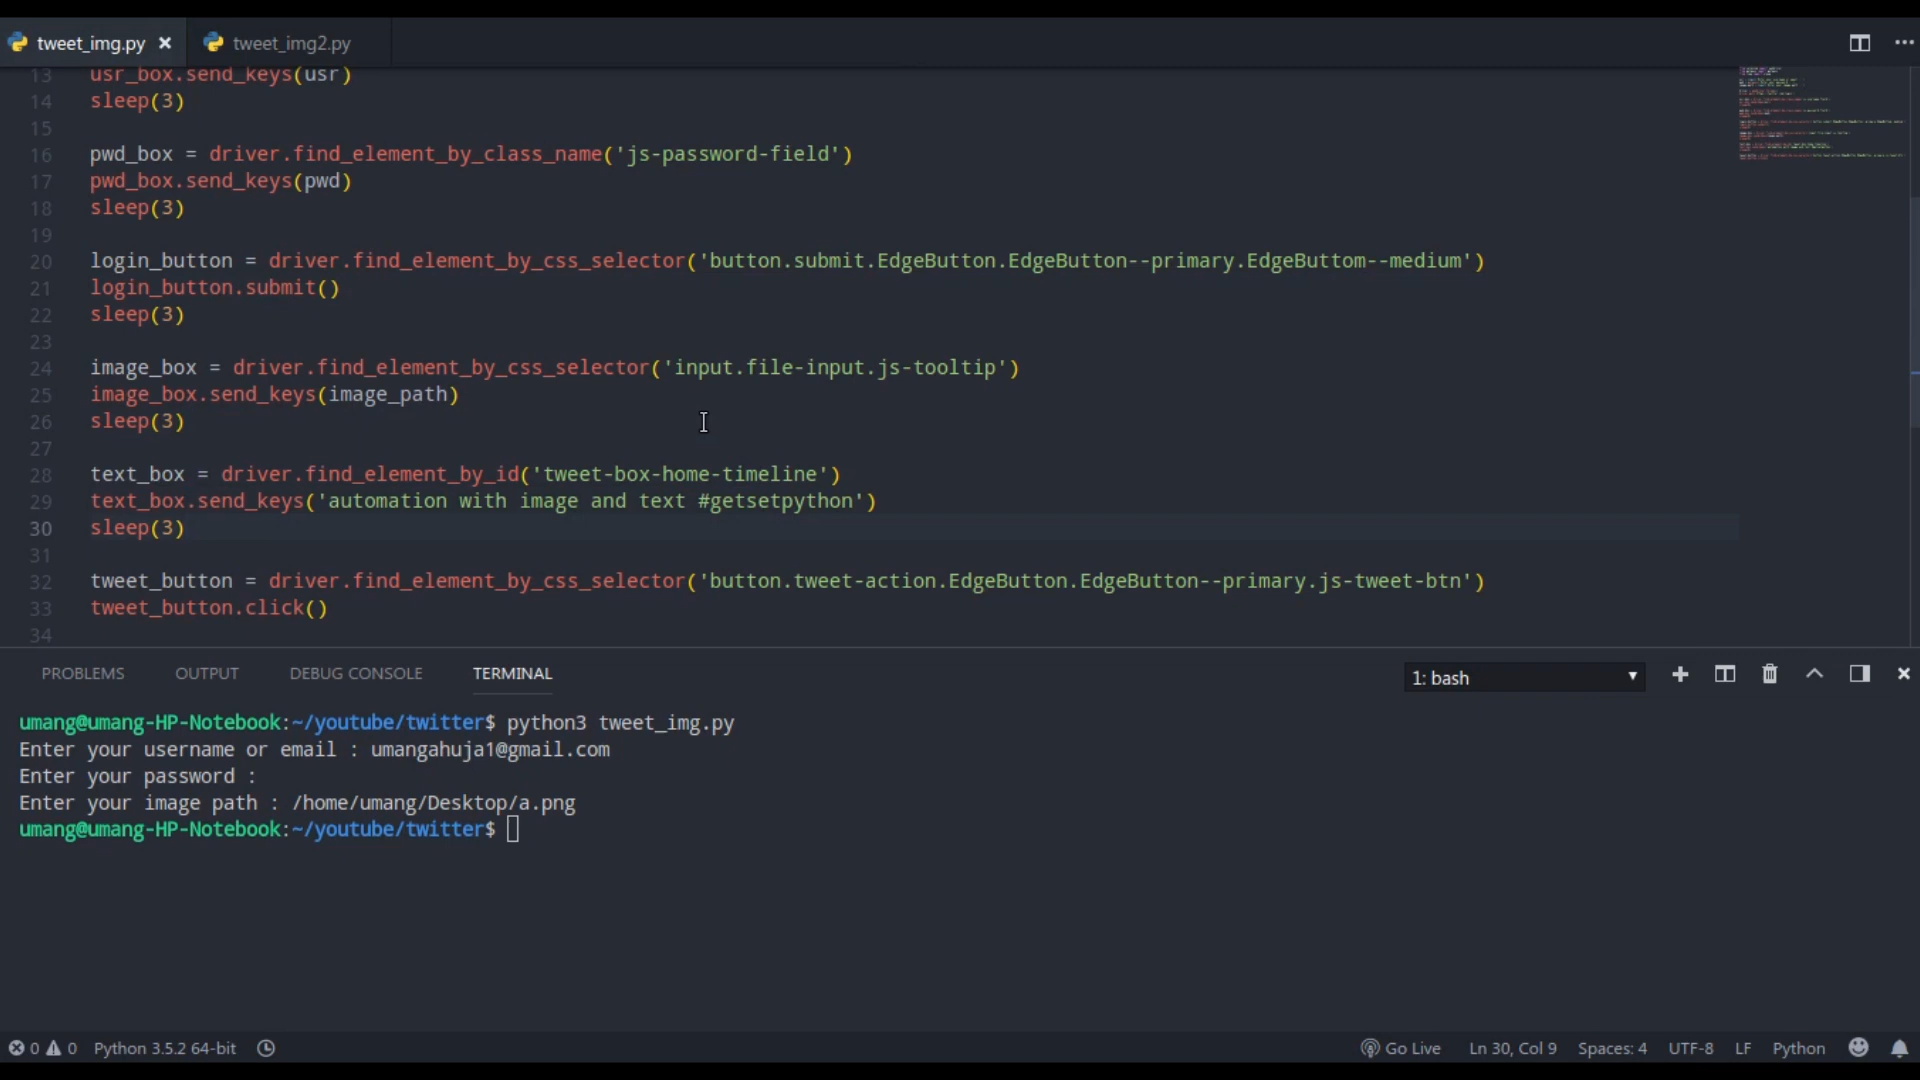 tweet_img.py
tweet_img2.py
13 usr_box.send_keys(usr)
14 sleep(3)
15
16 pwd_box = driver.find_element_by_class_name('js-password-field')
17 pwd_box.send_keys(pwd)
18 sleep(3)
19
20 login_button = driver.find_element_by_css_selector('button.submit.EdgeButton.EdgeButton--primary.EdgeButtom--medium')
21 login_button.submit()
22 sleep(3)
23
24 image_box = driver.find_element_by_css_selector('input.file-input.js-tooltip')
25 image_box.send_keys(image_path)
26 sleep(3)
27
28 text_box = driver.find_element_by_id('tweet-box-home-timeline')
29 text_box.send_keys('automation with image and text #getsetpython')
30 sleep(3)
31
32 tweet_button = driver.find_element_by_css_selector('button.tweet-action.EdgeButton.EdgeButton--primary.js-tweet-btn')
33 tweet_button.click()
34
PROBLEMS OUTPUT DEBUG CONSOLE TERMINAL 1: bash
umang@umang-HP-Notebook:~/youtube/twitter$ python3 tweet_img.py
Enter your username or email : umangahuja1@gmail.com
Enter your password :
Enter your image path : /home/umang/Desktop/a.png
umang@umang-HP-Notebook:~/youtube/twitter$
0 0 Python 3.5.2 64-bit Go Live Ln 30, Col 9 Spaces: 4 UTF-8 LF Python